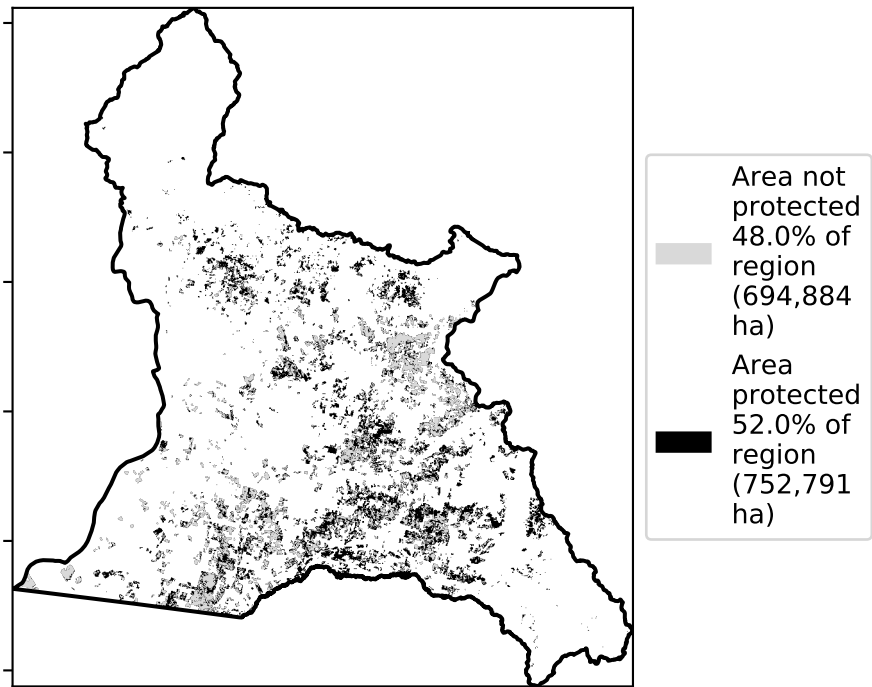 Area not
protected
48.0% of
region
(694,884
ha)
Area
protected
52.0% of
region
(752,791
ha)